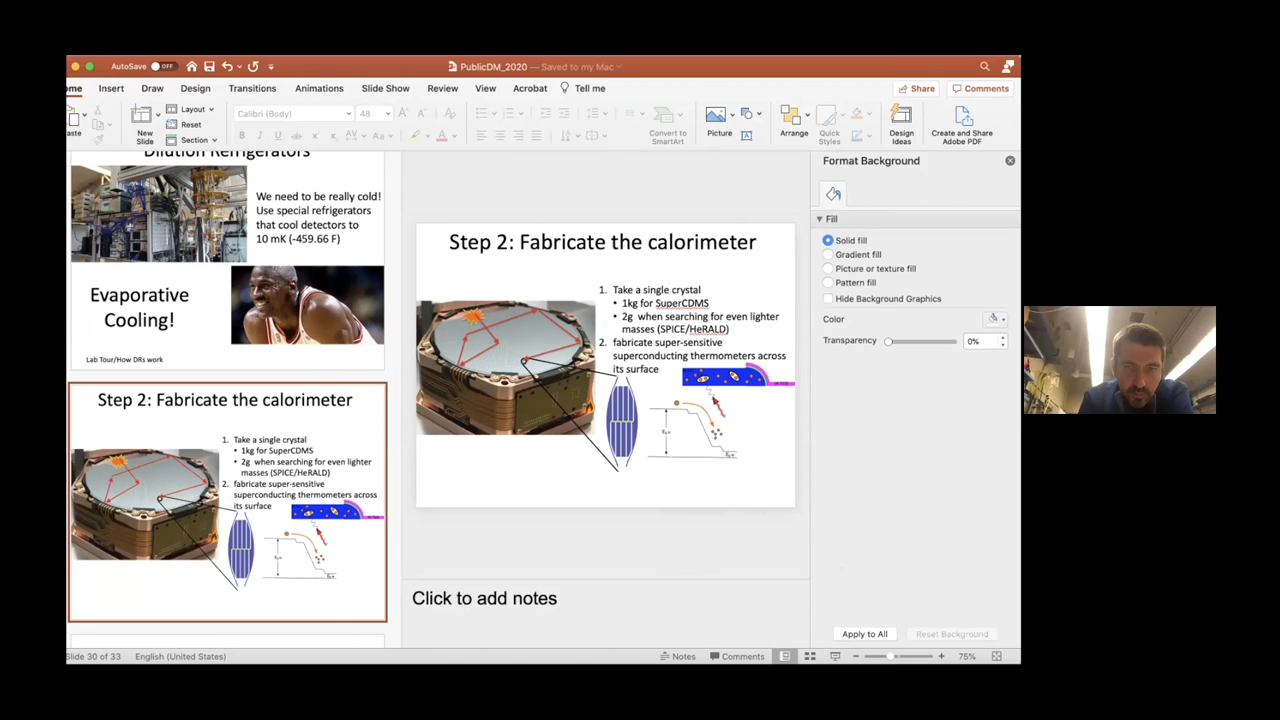 AutoSave OFF
PublicDM_2020 — Saved to my Mac
ome Insert Draw Design Transitions Animations Slide Show Review View Acrobat Tell me
Share Comments
aste
New Slide
Layout
Reset
Section
Calibri (Body) 48
Convert to SmartArt
Picture
Arrange
Quick Styles
Design Ideas
Create and Share Adobe PDF
Dilution Refrigerators
We need to be really cold!
Use special refrigerators
that cool detectors to
10 mK (-459.66 F)
Evaporative
Cooling!
Lab Tour/How DRs work
Step 2: Fabricate the calorimeter
1. Take a single crystal
• 1kg for SuperCDMS
• 2g when searching for even lighter
masses (SPICE/HeRALD)
2. fabricate super-sensitive
superconducting thermometers across
its surface
Step 2: Fabricate the calorimeter
1. Take a single crystal
• 1kg for SuperCDMS
• 2g when searching for even lighter
masses (SPICE/HeRALD)
2. fabricate super-sensitive
superconducting thermometers across
its surface
Click to add notes
Format Background
Fill
Solid fill
Gradient fill
Picture or texture fill
Pattern fill
Hide Background Graphics
Color
Transparency 0%
Apply to All Reset Background
Slide 30 of 33 English (United States) Notes Comments 75%